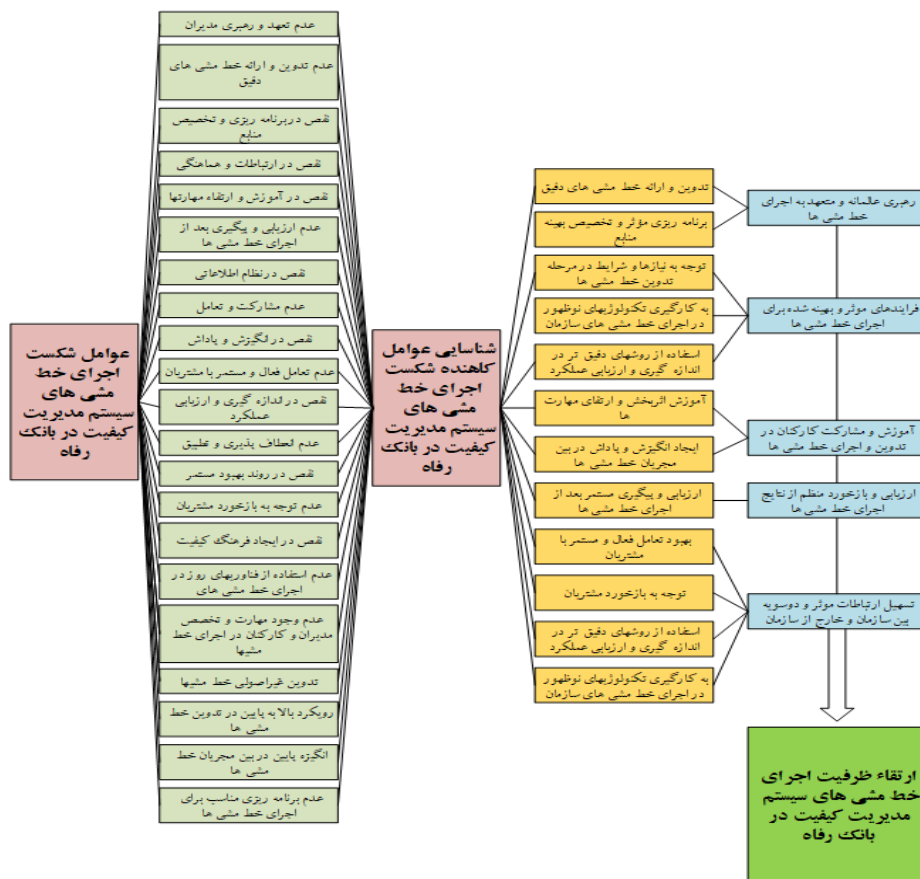 عدم تعهد و رهبری مدیران
عدم تدوین و ارائه خط مشی های
دقیق
نقص در برنامه ریزی و تخصیص
منابع
نقص در ارتباطات و هماهنگی
نقص در آموزش و ارتقاء مهارتها
عدم ارزیابی و پیگیری بعد از
اجرای خط مشی ها
نقص درنظام اطلاعاتی
عدم مشارکت و تعامل
نقص در انگیزش و پاداش
عدم تعامل فعال و مستمر با مشتریان
نقص در اندازه گیری و ارزیابی
عملکرد
عدم انعطاف پذیری و تطبیق
نقص در روند بهبود مستمر
عدم توجه به بازخورد مشتریان
نقص در ایجاد فرهنگ کیفیت
عدم استفاده از فناوریهای روز در
اجرای خط مشی های
عدم وجود مهارت و تخصص
مدیران و کارکنان در اجرای خط
مشیها
تدوین غیراصولی خط مشیها
رویکرد بالا به پایین در تدوین خط
مشی ها
انگیزه پایین در بین مجریان خط
مشی ها
عدم برنامه ریزی مناسب برای
اجرای خط مشی ها
عوامل شکست
اجرای خط
مشی های
سیستم مدیریت
کیفیت در بانک
رفاه
شناسایی عوامل
کاهنده شکست
اجرای خط
مشی های
سیستم مدیریت
کیفیت در بانک
رفاه
تدوین و ارائه خط مشی های دقیق
برنامه ریزی مؤثر و تخصیص بهینه
منابع
توجه به نیازها و شرایط در مرحله
تدوین خط مشی ها
به کارگیری تکنولوژیهای نوظهور
در اجرای خط مشی های سازمان
استفاده از روشهای دقیق تر در
اندازه گیری و ارزیابی عملکرد
آموزش اثربخش و ارتقای مهارت
ها
ایجاد انگیزش و پاداش در بین
مجریان خط مشی ها
ارزیابی و پیگیری مستمر بعد از
اجرای خط مشی ها
بهبود تعامل فعال و مستمر با
مشتریان
توجه به بازخورد مشتریان
استفاده از روشهای دقیق تر در
اندازه گیری و ارزیابی عملکرد
به کارگیری تکنولوژیهای نوظهور
در اجرای خط مشی های سازمان
رهبری عالمانه و متعهد به اجرای
خط مشی ها
فرایندهای موثر و بهینه شده برای
اجرای خط مشی ها
آموزش و مشارکت کارکنان در
تدوین و اجرای خط مشی ها
ارزیابی و بازخورد منظم از نتایج
اجرای خط مشی ها
تسهیل ارتباطات موثر و دوسویه
بین سازمان و خارج از سازمان
ارتقاء ظرفیت اجرای
خط مشی های سیستم
مدیریت کیفیت در
بانک رفاه